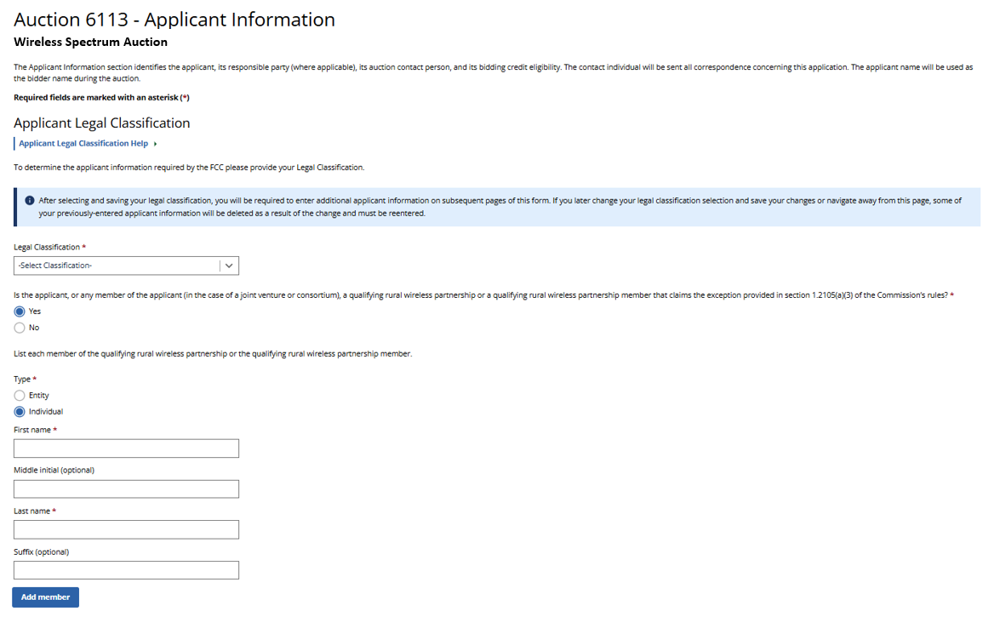 Auction 6113 - Applicant Information
Wireless Spectrum Auction
The Applicant Information section identifies the applicant, its responsible party (where applicable), its auction contact person, and its bidding credit eligibility. The contact individual will be sent all correspondence concerning this application. The applicant name will be used as
the bidder name during the auction.
Required fields are marked with an asterisk (*)
Applicant Legal Classification
Applicant Legal Classification Help
To determine the applicant information required by the FCC please provide your Legal Classification.
After selecting and saving your legal classification, you will be required to enter additional applicant information on subsequent pages of this form. If you later change your legal classification selection and save your changes or navigate away from this page, some of
your previously-entered applicant information will be deleted as a result of the change and must be reentered.
Legal Classification *
-Select Classification-
Is the applicant, or any member of the applicant (in the case of a joint venture or consortium), a qualifying rural wireless partnership or a qualifying rural wireless partnership member that claims the exception provided in section 1.2105(a)(3) of the Commission's rules? *
Yes
No
List each member of the qualifying rural wireless partnership or the qualifying rural wireless partnership member.
Type *
Entity
Individual
First name *
Middle initial (optional)
Last name *
Suffix (optional)
Add member